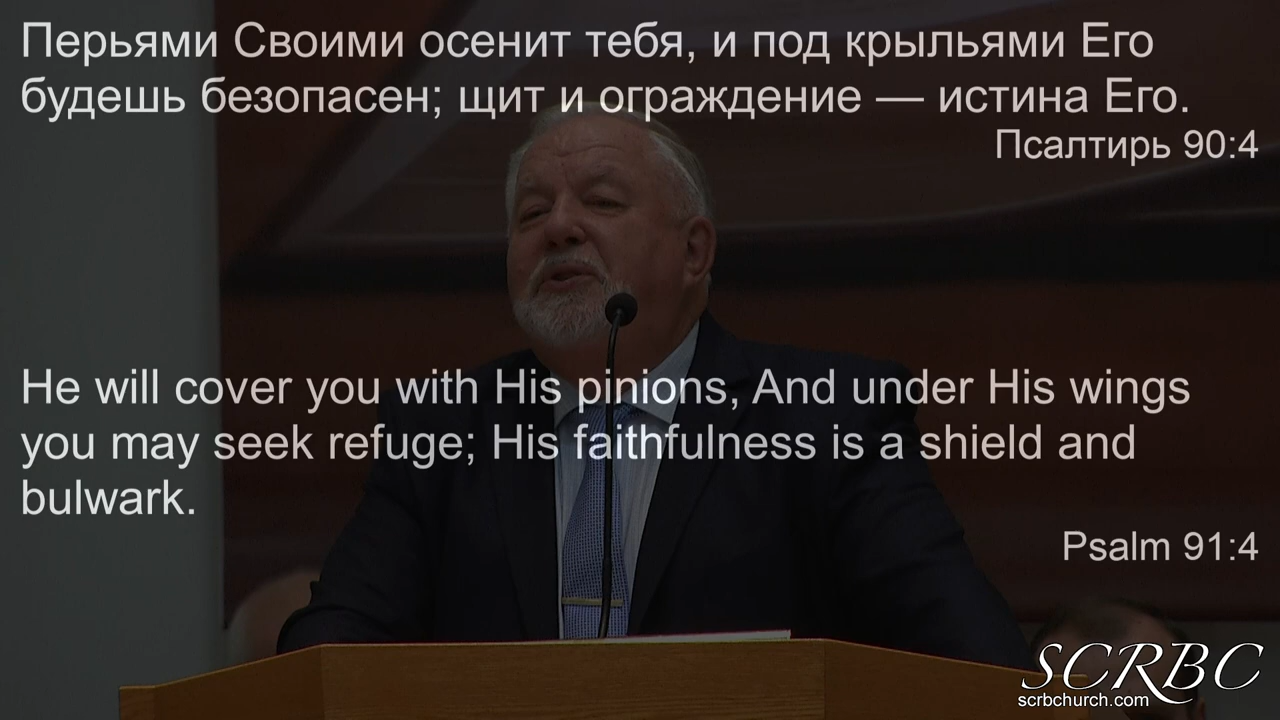 Перьями Своими осенит тебя, и под крыльями Его
будешь безопасен; щит и ограждение — истина Его.
Псалтирь 90:4
He will cover you with His pinions, And under His wings
you may seek refuge; His faithfulness is a shield and
bulwark.
Psalm 91:4
SCRBC
scrbchurch.com